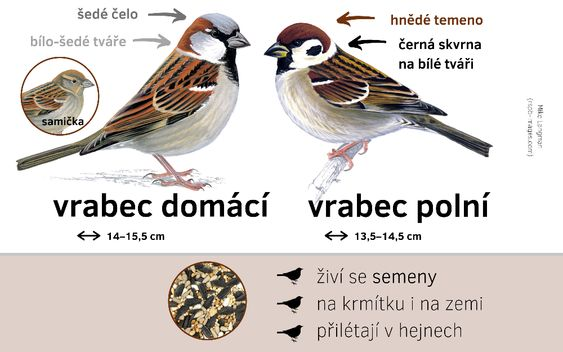 šedé čelo
bílo-šedé tváře
samička
hnědé temeno
černá skvrna
na bílé tváři
vrabec domácí
14–15,5 cm
vrabec polní
13,5–14,5 cm
živí se semeny
na krmítku i na zemi
přilétají v hejnech